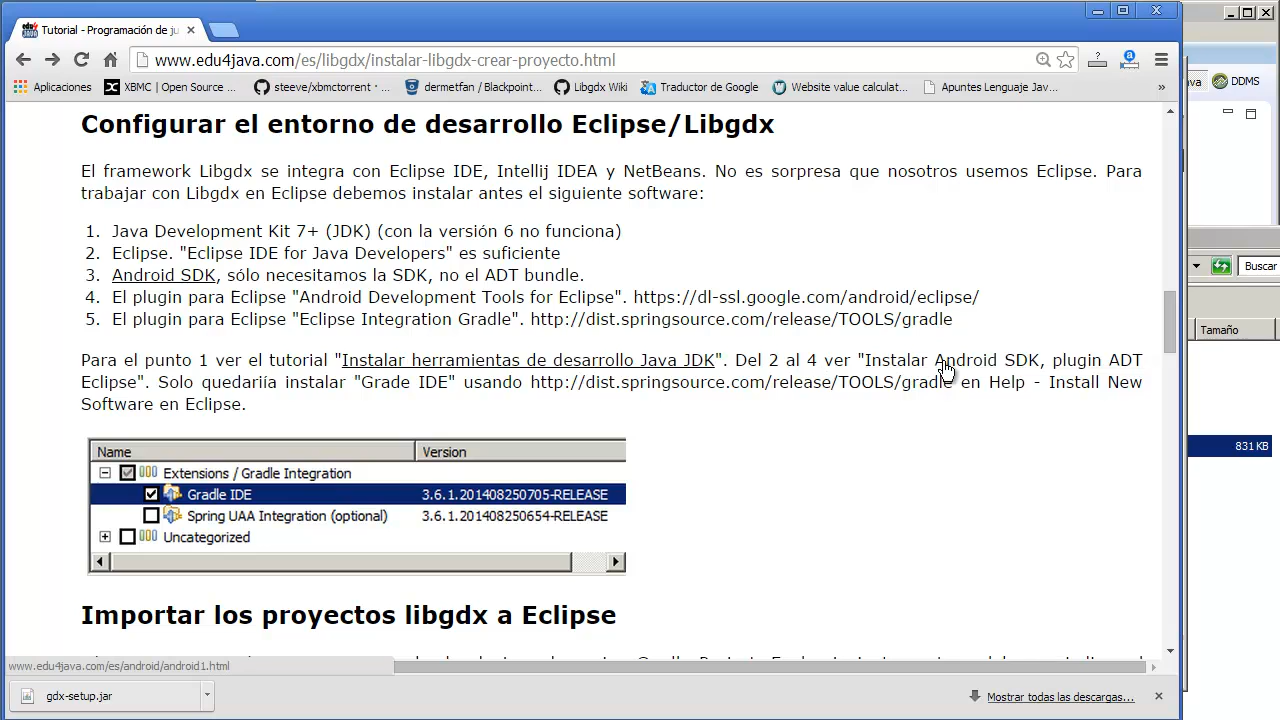 Tutorial - Programación de ju
www.edu4java.com/es/libgdx/instalar-libgdx-crear-proyecto.html
Aplicaciones
XBMC | Open Source ...
steeve/xbmctorrent · ...
dermetfan / Blackpoint...
Libgdx Wiki
Traductor de Google
Website value calculat...
Apuntes Lenguaje Jav...
»
Java
DDMS
Configurar el entorno de desarrollo Eclipse/Libgdx
El framework Libgdx se integra con Eclipse IDE, Intellij IDEA y NetBeans. No es sorpresa que nosotros usemos Eclipse. Para
trabajar con Libgdx en Eclipse debemos instalar antes el siguiente software:
1. Java Development Kit 7+ (JDK) (con la versión 6 no funciona)
2. Eclipse. "Eclipse IDE for Java Developers" es suficiente
3. Android SDK, sólo necesitamos la SDK, no el ADT bundle.
4. El plugin para Eclipse "Android Development Tools for Eclipse". https://dl-ssl.google.com/android/eclipse/
5. El plugin para Eclipse "Eclipse Integration Gradle". http://dist.springsource.com/release/TOOLS/gradle
Buscar
Tamaño
Para el punto 1 ver el tutorial "Instalar herramientas de desarrollo Java JDK". Del 2 al 4 ver "Instalar Android SDK, plugin ADT
Eclipse". Solo quedariia instalar "Grade IDE" usando http://dist.springsource.com/release/TOOLS/gradle en Help - Install New
Software en Eclipse.
831 KB
Name Version
Extensions / Gradle Integration
Gradle IDE 3.6.1.201408250705-RELEASE
Spring UAA Integration (optional) 3.6.1.201408250654-RELEASE
Uncategorized
Importar los proyectos libgdx a Eclipse
www.edu4java.com/es/android/android1.html
gdx-setup.jar
Mostrar todas las descargas...